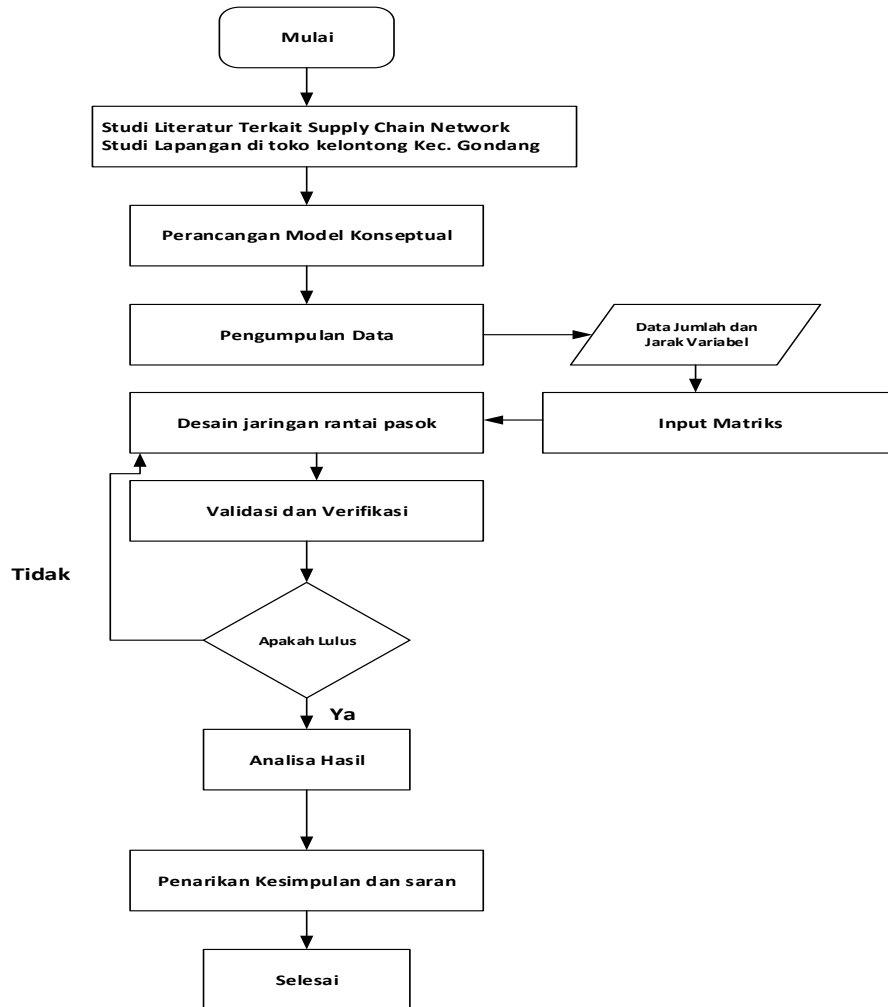 Mulai
Studi Literatur Terkait Supply Chain Network
Studi Lapangan di toko kelontong Kec. Gondang
Perancangan Model Konseptual
Pengumpulan Data
Data Jumlah dan
Jarak Variabel
Input Matriks
Desain jaringan rantai pasok
Validasi dan Verifikasi
Tidak
Apakah Lulus
Ya
Analisa Hasil
Penarikan Kesimpulan dan saran
Selesai